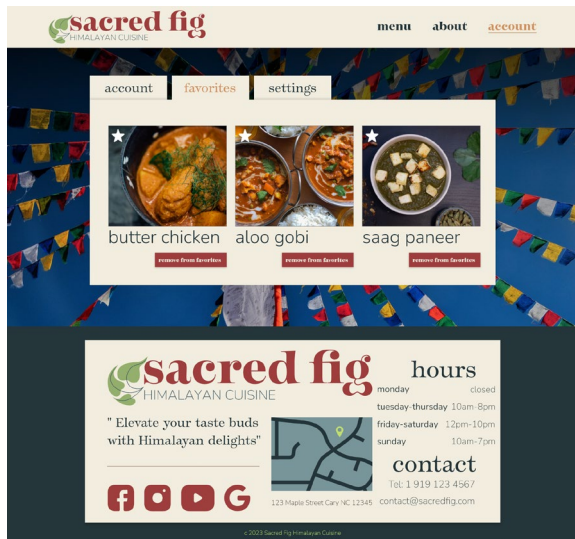 sacred fig
HIMALAYAN CUISINE
menu about account
account favorites settings
butter chicken aloo gobi saag paneer
remove from favorites remove from favorites remove from favorites
sacred fig
HIMALAYAN CUISINE
" Elevate your taste buds
with Himalayan delights"
123 Maple Street Cary NC 12345
hours
monday closed
tuesday-thursday 10am-8pm
friday-saturday 12pm-10pm
sunday 10am-7pm
contact
Tel: 1 919 123 4567
contact@sacredfig.com
c 2023 Sacred Fig Himalayan Cuisine